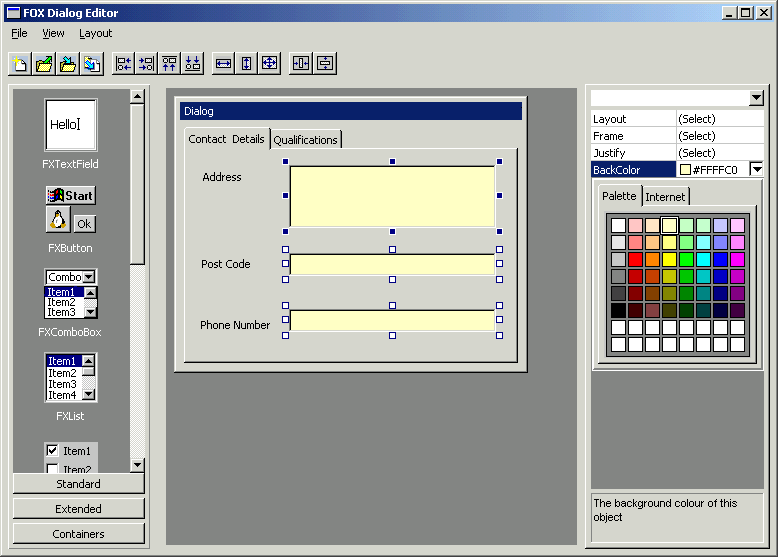 FOX Dialog Editor
File View Layout
Hello
FXTextField
Start
Ok
FXButton
Combo
Item1
Item2
Item3
FXComboBox
Item1
Item2
Item3
Item4
FXList
Item1
Item2
Standard
Extended
Containers
Dialog
Contact Details Qualifications
Address
Post Code
Phone Number
Layout (Select)
Frame (Select)
Justify (Select)
BackColor #FFFFC0
Palette Internet
The background colour of this
object